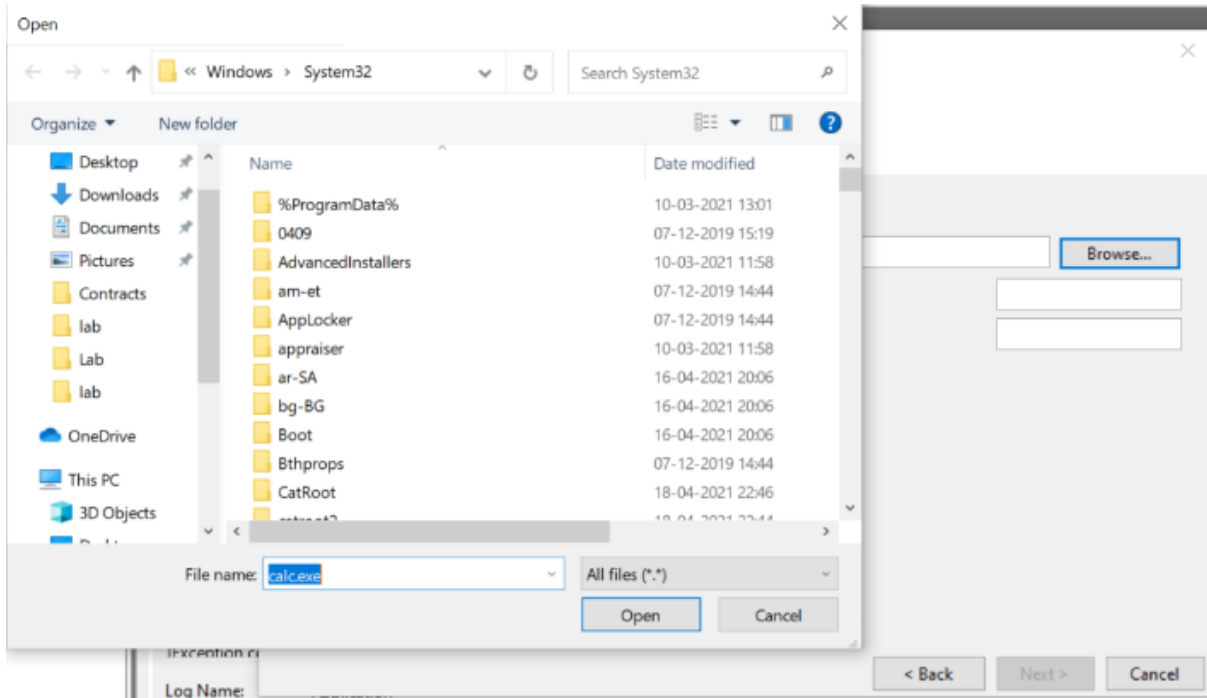 Open
« Windows › System32
Search System32
Organize
New folder
Desktop
Downloads
Documents
Pictures
Contracts
lab
Lab
lab
OneDrive
This PC
3D Objects
Name Date modified
%ProgramData% 10-03-2021 13:01
0409 07-12-2019 15:19
AdvancedInstallers 10-03-2021 11:58
am-et 07-12-2019 14:44
AppLocker 07-12-2019 14:44
appraiser 10-03-2021 11:58
ar-SA 16-04-2021 20:06
bg-BG 16-04-2021 20:06
Boot 16-04-2021 20:06
Bthprops 07-12-2019 14:44
CatRoot 18-04-2021 22:46
File name: calc.exe All files (*.*)
Open Cancel
Browse...
Log Name:
< Back Next > Cancel